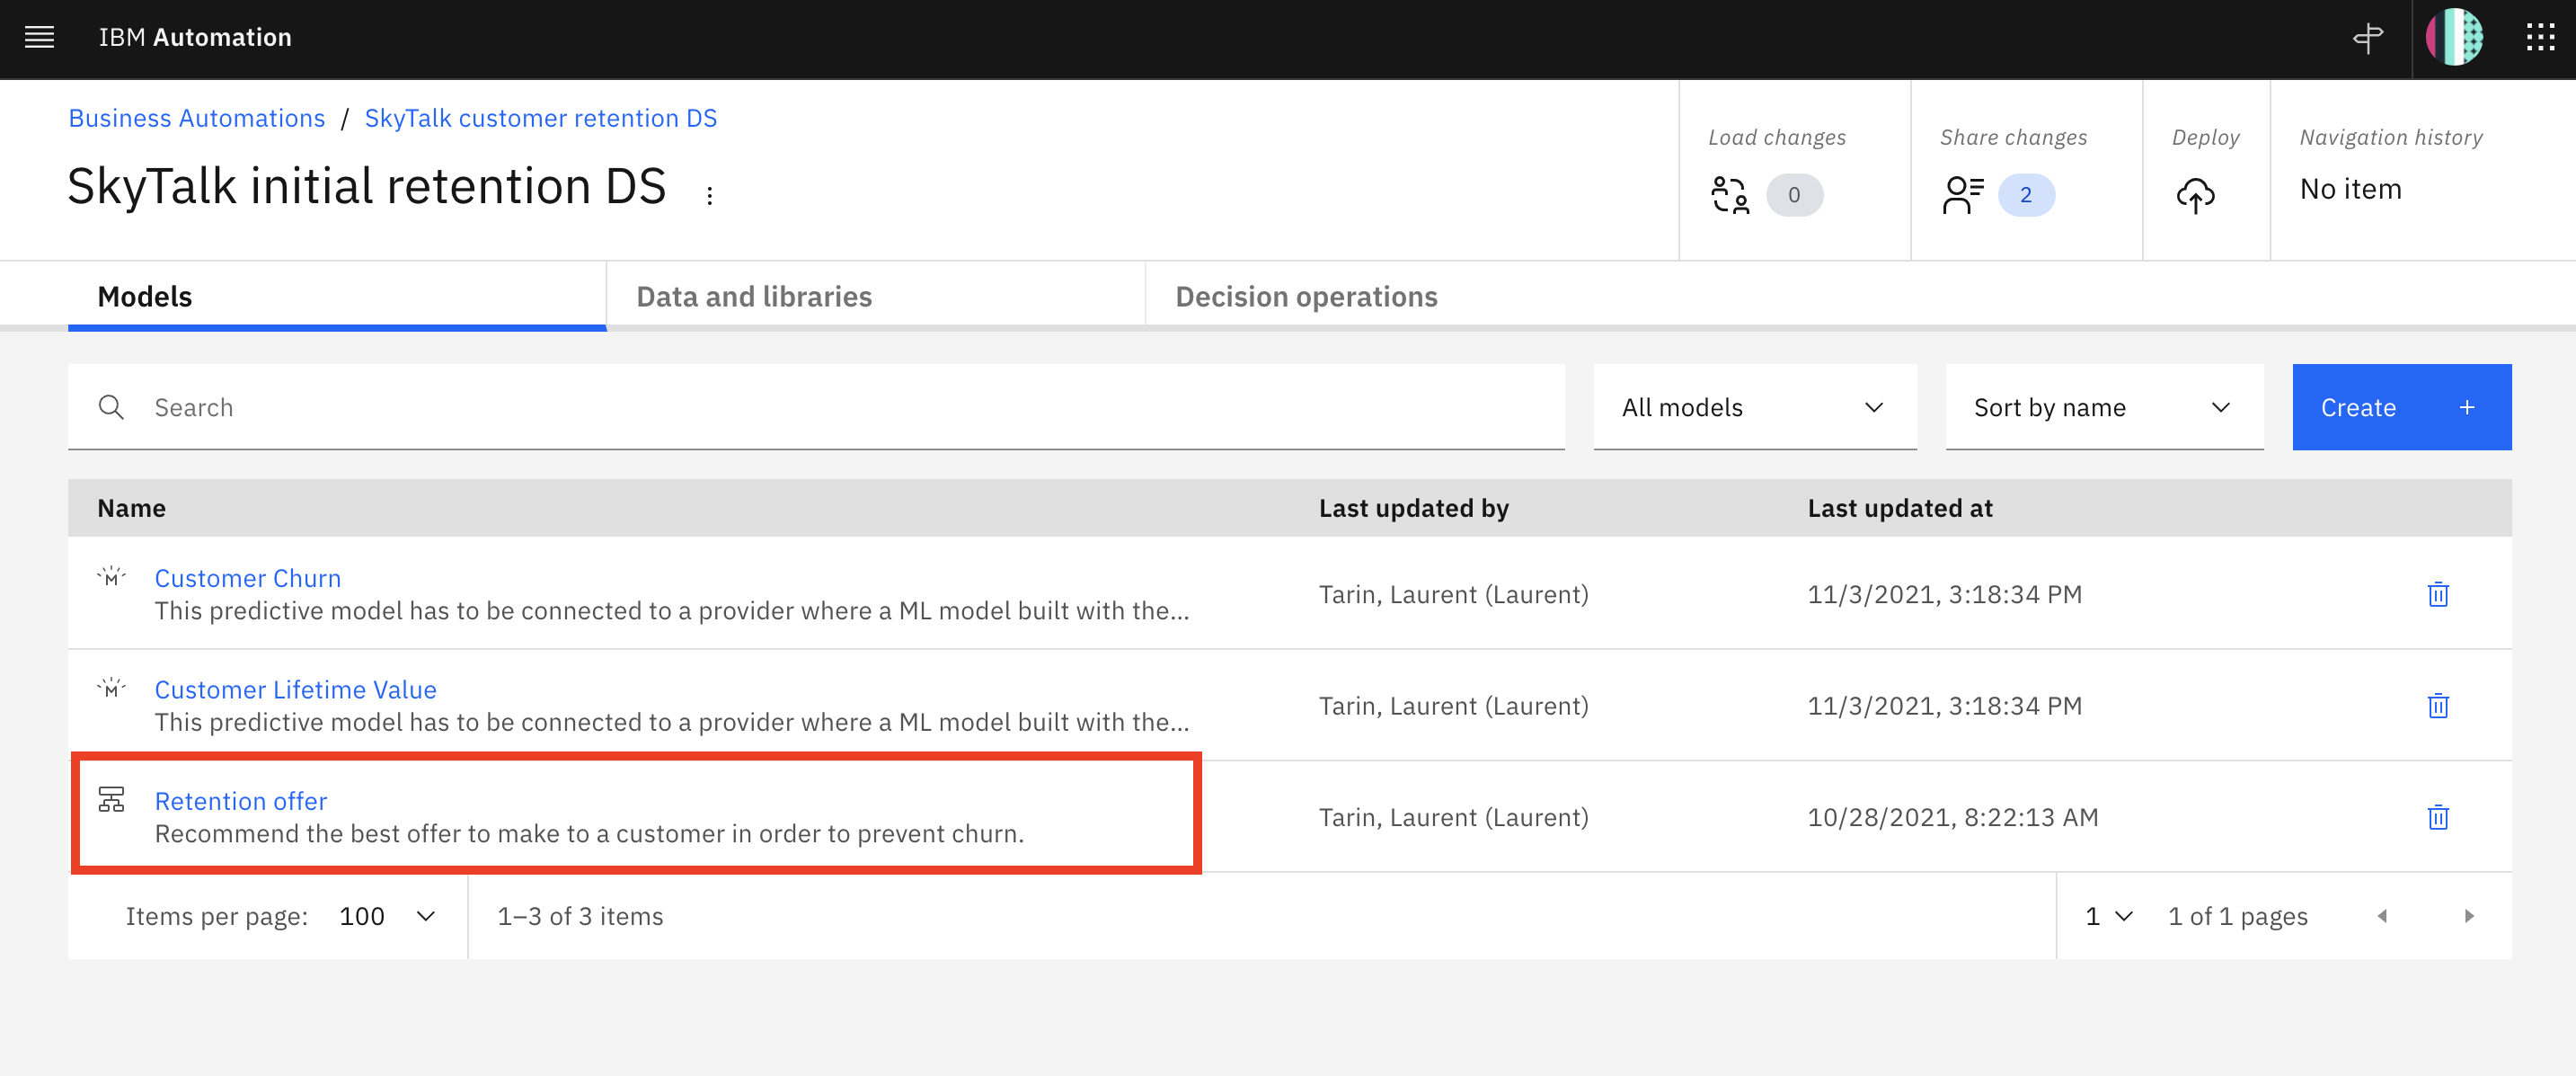 IBM Automation
Business Automations / SkyTalk customer retention DS
SkyTalk initial retention DS
Load changes
0
Share changes
2
Deploy
Navigation history
No item
Models
Data and libraries
Decision operations
Search
All models
Sort by name
Create +
Name
Last updated by
Last updated at
Customer Churn
This predictive model has to be connected to a provider where a ML model built with the...
Tarin, Laurent (Laurent)
11/3/2021, 3:18:34 PM
Customer Lifetime Value
This predictive model has to be connected to a provider where a ML model built with the...
Tarin, Laurent (Laurent)
11/3/2021, 3:18:34 PM
Retention offer
Recommend the best offer to make to a customer in order to prevent churn.
Tarin, Laurent (Laurent)
10/28/2021, 8:22:13 AM
Items per page: 100
1–3 of 3 items
1
1 of 1 pages